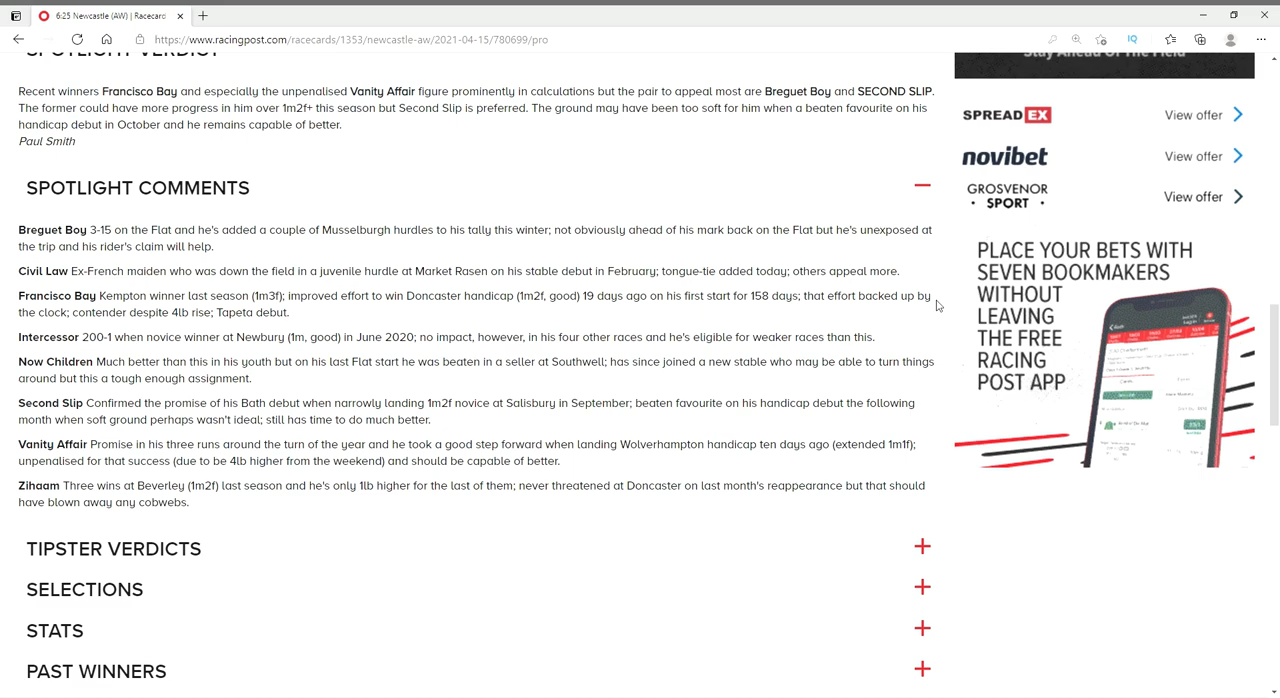 6:25 Newcastle (AW) | Racecard
https://www.racingpost.com/racecards/1353/newcastle-aw/2021-04-15/780699/pro
IQ
SPOTLIGHT VERDICT
Recent winners Francisco Bay and especially the unpenalised Vanity Affair figure prominently in calculations but the pair to appeal most are Breguet Boy and SECOND SLIP.
The former could have more progress in him over 1m2f+ this season but Second Slip is preferred. The ground may have been too soft for him when a beaten favourite on his
handicap debut in October and he remains capable of better.
Paul Smith
SPOTLIGHT COMMENTS
Breguet Boy 3-15 on the Flat and he's added a couple of Musselburgh hurdles to his tally this winter; not obviously ahead of his mark back on the Flat but he's unexposed at
the trip and his rider's claim will help.
Civil Law Ex-French maiden who was down the field in a juvenile hurdle at Market Rasen on his stable debut in February; tongue-tie added today; others appeal more.
Francisco Bay Kempton winner last season (1m3f); improved effort to win Doncaster handicap (1m2f, good) 19 days ago on his first start for 158 days; that effort backed up by
the clock; contender despite 4lb rise; Tapeta debut.
Intercessor 200-1 when novice winner at Newbury (1m, good) in June 2020; no impact, however, in his four other races and he's eligible for weaker races than this.
Now Children Much better than this in his youth but on his last Flat start he was beaten in a seller at Southwell; has since joined a new stable who may be able to turn things
around but this a tough enough assignment.
Second Slip Confirmed the promise of his Bath debut when narrowly landing 1m2f novice at Salisbury in September; beaten favourite on his handicap debut the following
month when soft ground perhaps wasn't ideal; still has time to do much better.
Vanity Affair Promise in his three runs around the turn of the year and he took a good step forward when landing Wolverhampton handicap ten days ago (extended 1m1f);
unpenalised for that success (due to be 4lb higher from the weekend) and should be capable of better.
Zihaam Three wins at Beverley (1m2f) last season and he's only 1lb higher for the last of them; never threatened at Doncaster on last month's reappearance but that should
have blown away any cobwebs.
TIPSTER VERDICTS
SELECTIONS
STATS
PAST WINNERS
Stay Ahead Of The Field
SPREADEX View offer
novibet View offer
GROSVENOR SPORT View offer
PLACE YOUR BETS WITH
SEVEN BOOKMAKERS
WITHOUT
LEAVING
THE FREE
RACING
POST APP